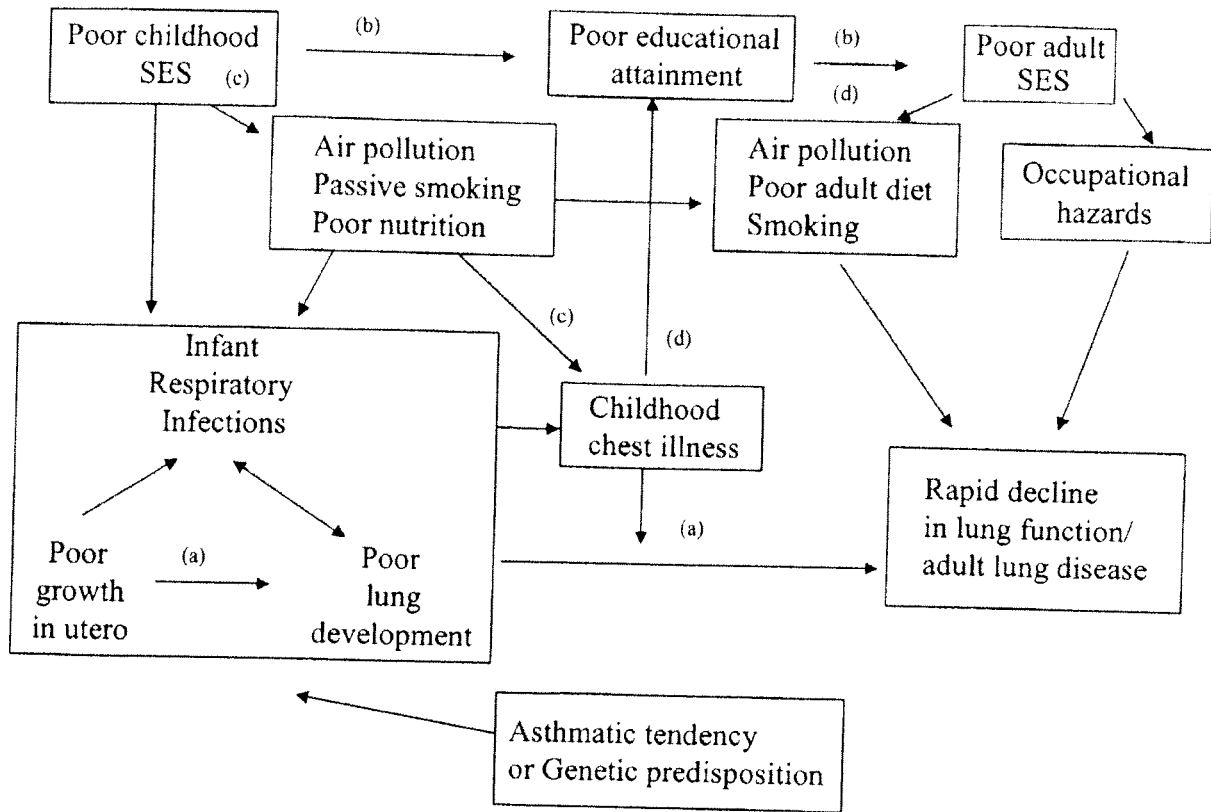 Poor childhood
SES
(c)
(b)
Poor educational
attainment
(b)
Poor adult
SES
(d)
Air pollution
Passive smoking
Poor nutrition
Air pollution
Poor adult diet
Smoking
Occupational
hazards
(c)
(d)
Infant
Respiratory
Infections
Childhood
chest illness
Poor
growth
in utero
(a)
Poor
lung
development
(a)
Rapid decline
in lung function/
adult lung disease
Asthmatic tendency
or Genetic predisposition